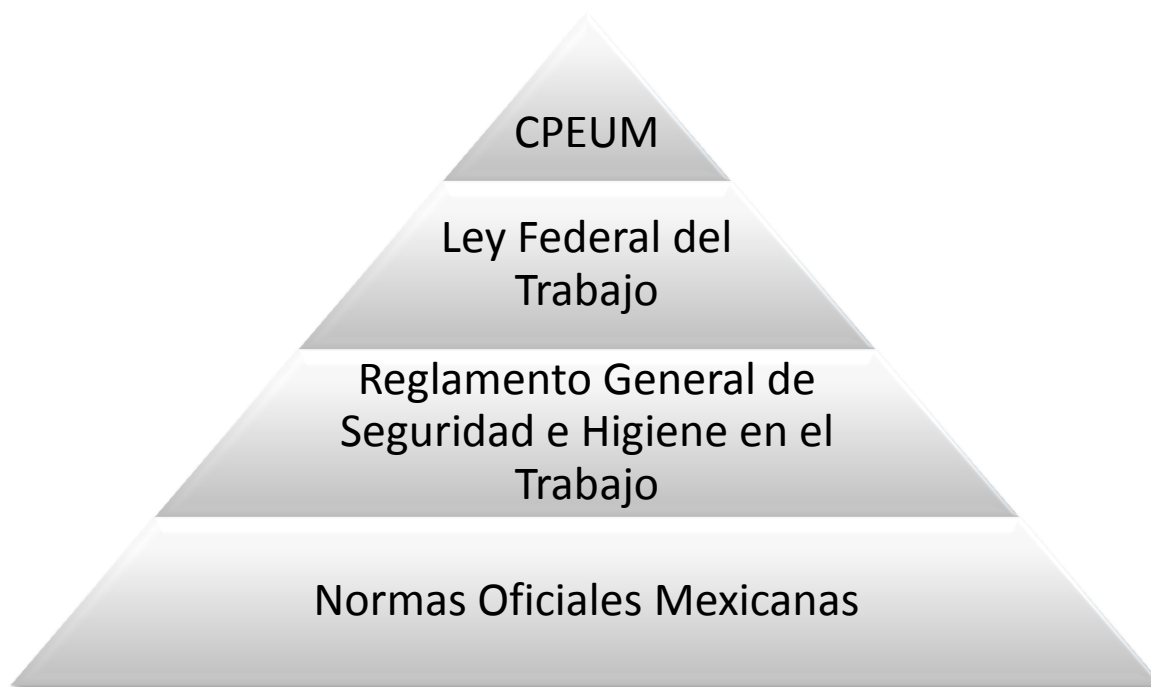 CPEUM
Ley Federal del
Trabajo
Reglamento General de
Seguridad e Higiene en el
Trabajo
Normas Oficiales Mexicanas